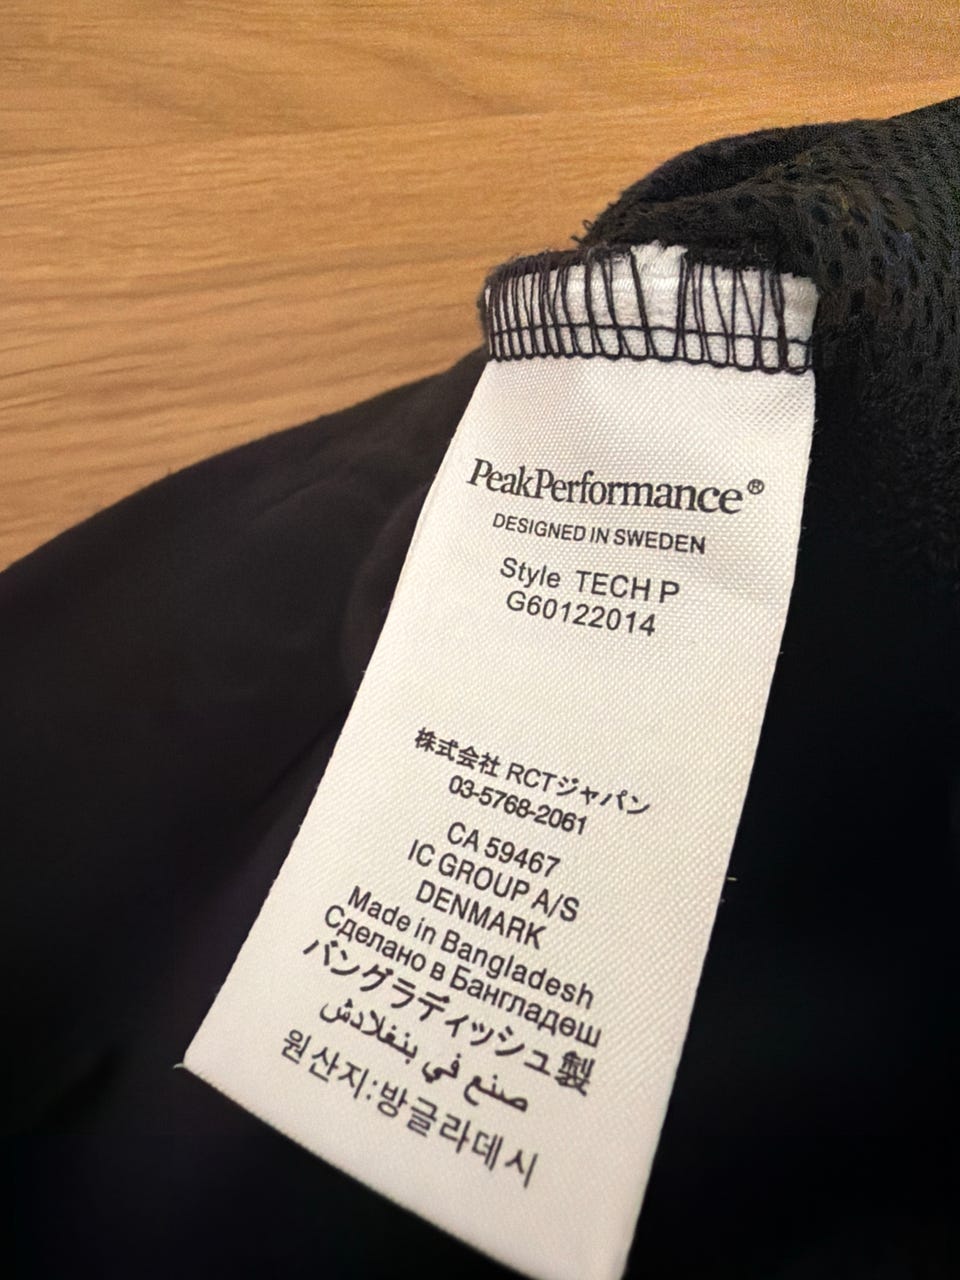 PeakPerformance®
DESIGNED IN SWEDEN
Style TECH P
G60122014
株式会社 RCTジャパン
03-5768-2061
CA 59467
IC GROUP A/S
DENMARK
Made in Bangladesh
Сделано в Бангладөш
バングラディッシュ製
صنع في بنغلادش
원산지:방글라데시